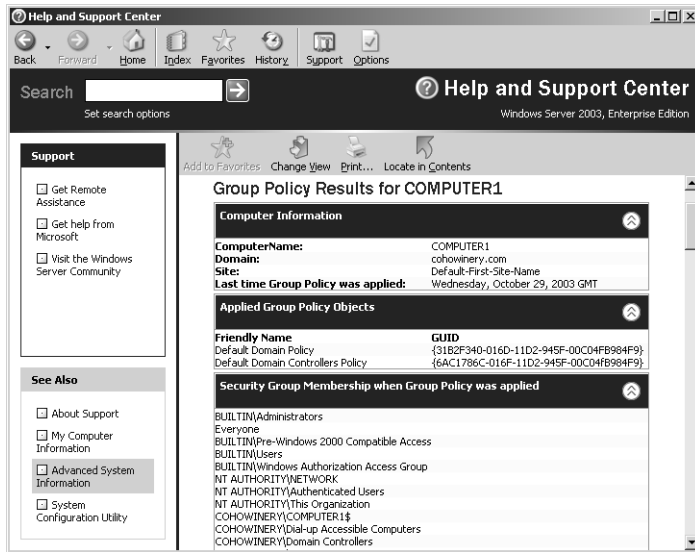 Help and Support Center
Back Forward Home Index Favorites History Support Options
Search
Set search options
Help and Support Center
Windows Server 2003, Enterprise Edition
Support
Get Remote
Assistance
Get help from
Microsoft
Visit the Windows
Server Community
See Also
About Support
My Computer
Information
Advanced System
Information
System
Configuration Utility
Add to Favorites Change View Print... Locate in Contents
Group Policy Results for COMPUTER1
Computer Information
ComputerName: COMPUTER1
Domain: cohowinery.com
Site: Default-First-Site-Name
Last time Group Policy was applied: Wednesday, October 29, 2003 GMT
Applied Group Policy Objects
Friendly Name GUID
Default Domain Policy {31B2F340-016D-11D2-945F-00C04FB984F9}
Default Domain Controllers Policy {6AC1786C-016F-11D2-945F-00C04fB984F9}
Security Group Membership when Group Policy was applied
BUILTIN\Administrators
Everyone
BUILTIN\Pre-Windows 2000 Compatible Access
BUILTIN\Users
BUILTIN\Windows Authorization Access Group
NT AUTHORITY\NETWORK
NT AUTHORITY\Authenticated Users
NT AUTHORITY\This Organization
COHOWINERY\COMPUTER1$
COHOWINERY\Dial-up Accessible Computers
COHOWINERY\Domain Controllers